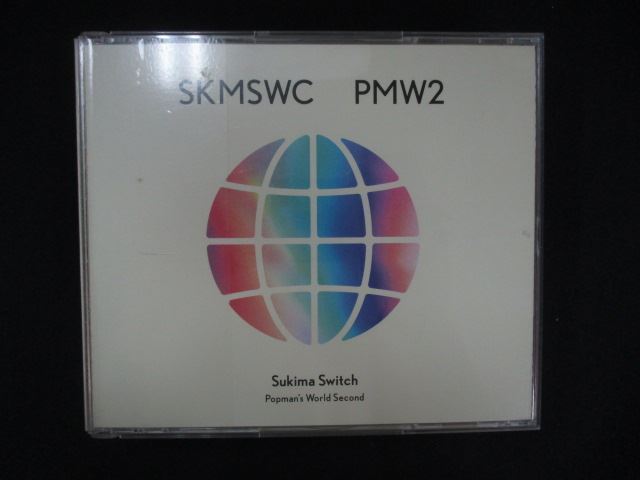 SKMSWC PMW2
Sukima Switch
Popman's World Second